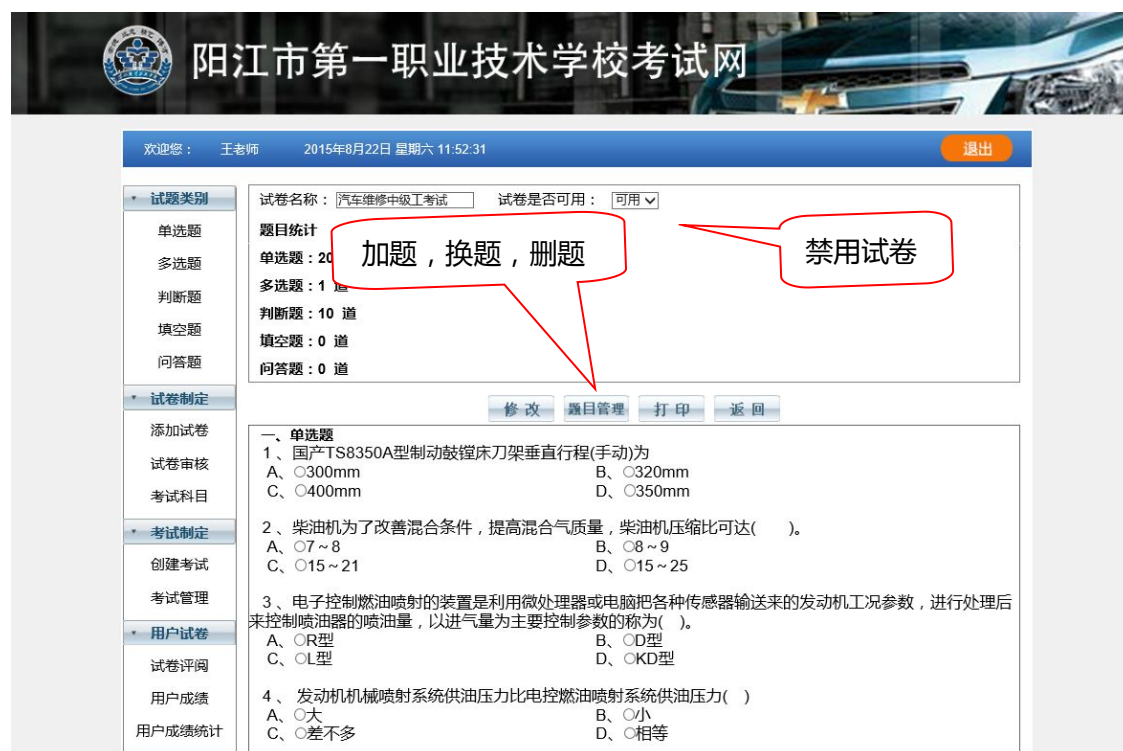 阳江市第一职业技术学校考试网
欢迎您： 王老师 2015年8月22日 星期六 11:52:31 退出
试题类别
单选题
多选题
判断题
填空题
问答题
试卷制定
添加试卷
试卷审核
考试科目
考试制定
创建考试
考试管理
用户试卷
试卷评阅
用户成绩
用户成绩统计
试卷名称： 汽车维修中级工考试 试卷是否可用： 可用
题目统计
单选题：20
多选题：1 道
判断题：10 道
填空题：0 道
问答题：0 道
加题，换题，删题
禁用试卷
修 改 题目管理 打 印 返 回
一、单选题
1、国产TS8350A型制动鼓镗床刀架垂直行程(手动)为
A、○300mm B、○320mm
C、○400mm D、○350mm
2、柴油机为了改善混合条件，提高混合气质量，柴油机压缩比可达( )。
A、○7～8 B、○8～9
C、○15～21 D、○15～25
3、电子控制燃油喷射的装置是利用微处理器或电脑把各种传感器输送来的发动机工况参数，进行处理后
来控制喷油器的喷油量，以进气量为主要控制参数的称为( )。
A、○R型 B、○D型
C、○L型 D、○KD型
4、 发动机机械喷射系统供油压力比电控燃油喷射系统供油压力( )
A、○大 B、○小
C、○差不多 D、○相等